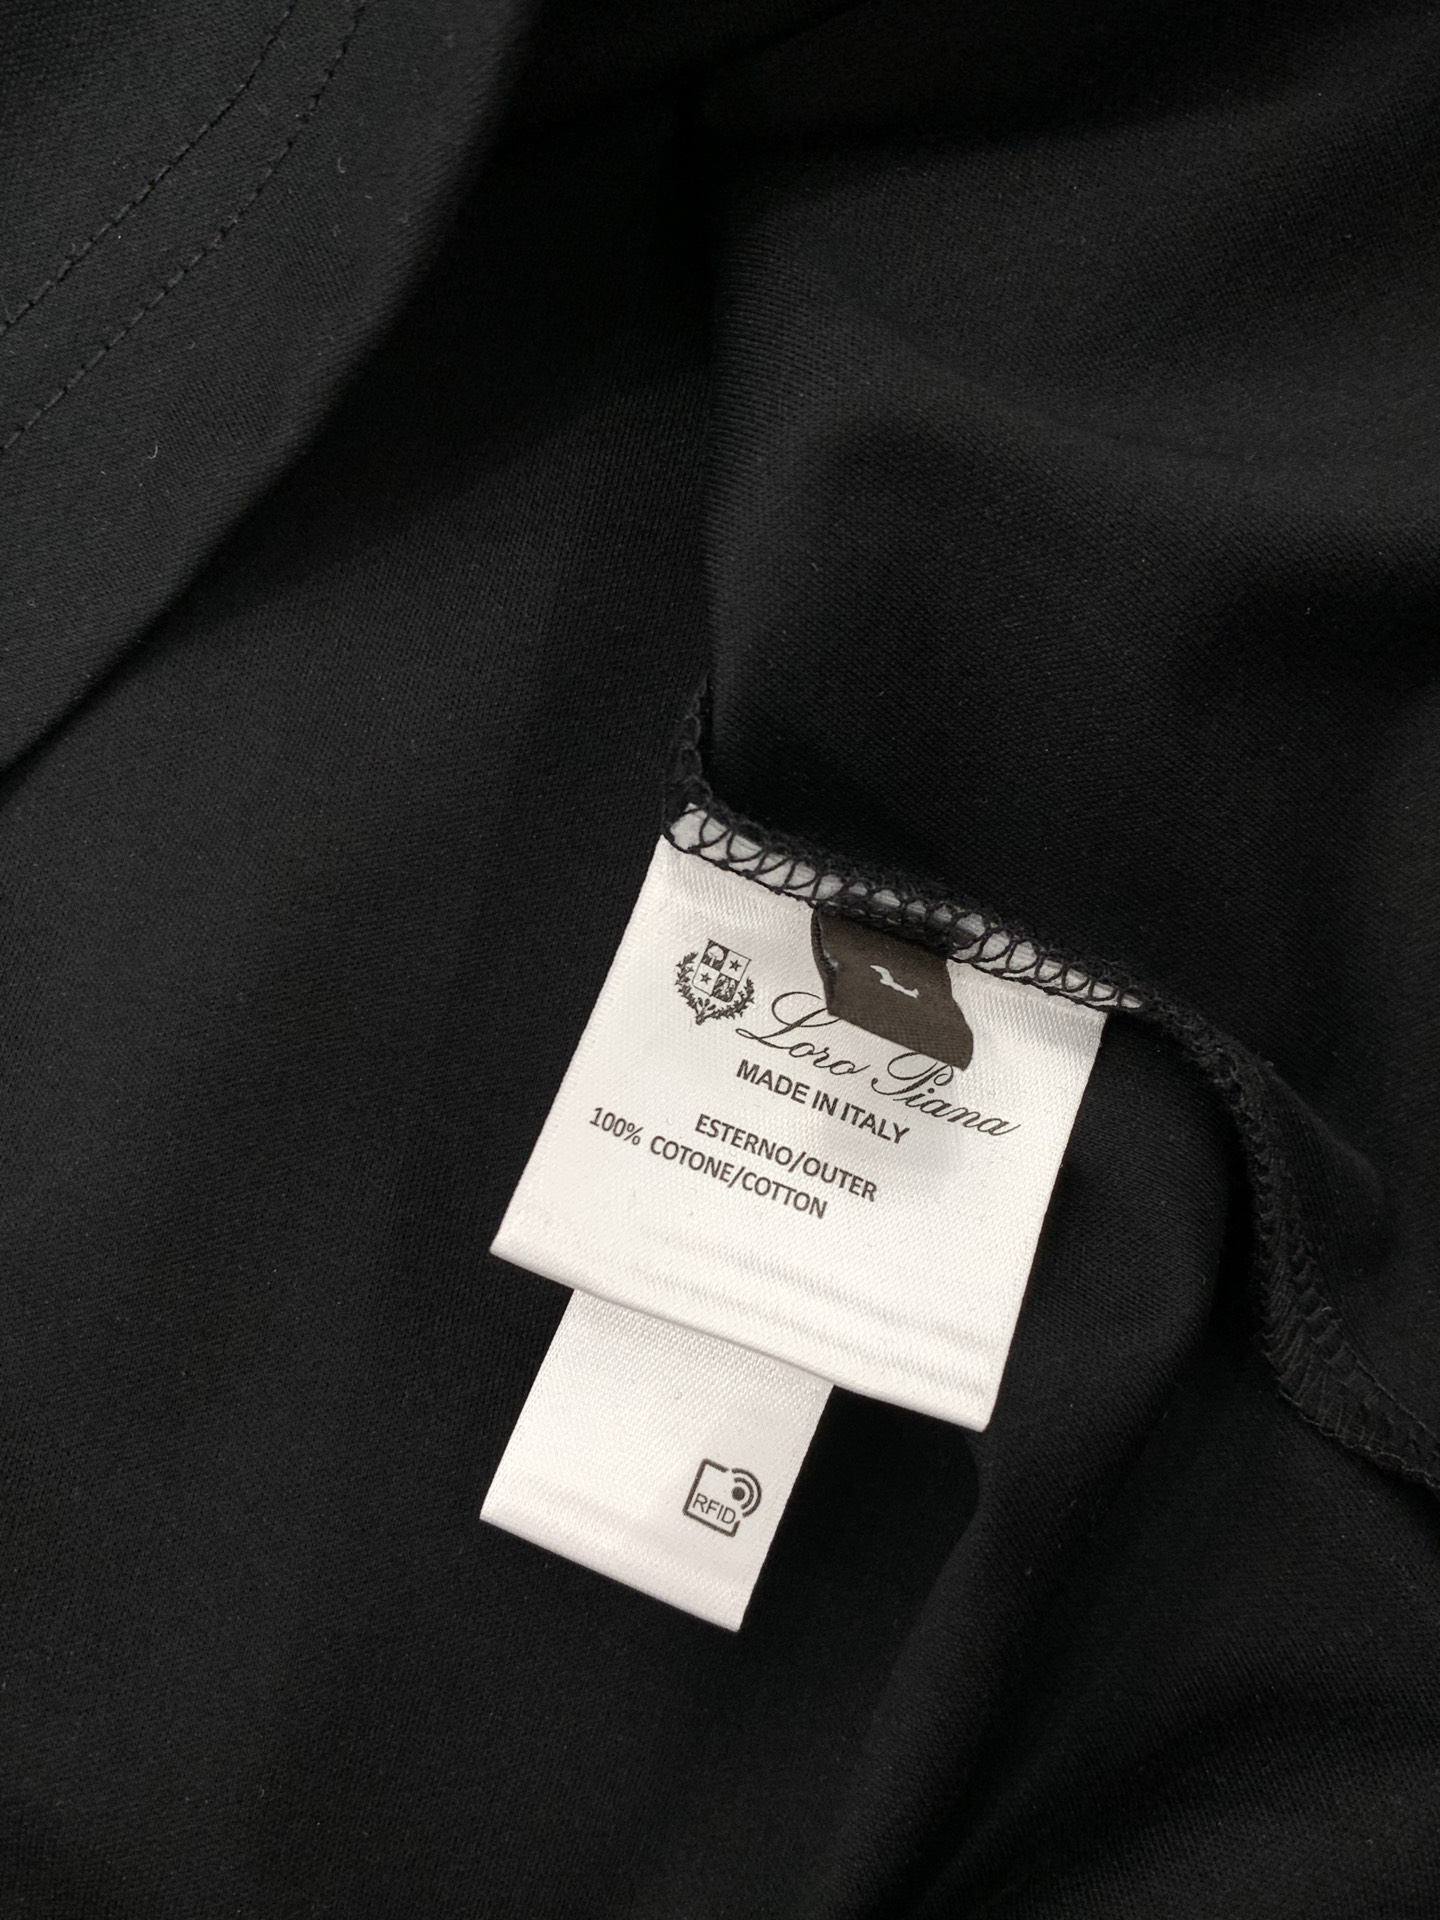 L
Loro Piana
MADE IN ITALY
ESTERNO/OUTER
100% COTONE/COTTON
RFID